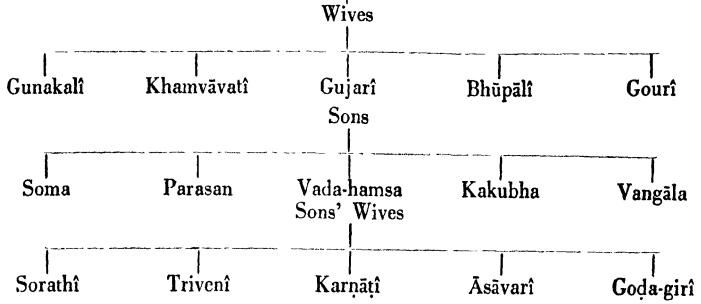 Wives
Gunakalî Khamvāvatî Gujarî Bhūpālî Gourî
Sons
Soma Parasan Vada-hamsa Kakubha Vangāla
Sons' Wives
Sorathî Trivenî Karṇāṭî Āsāvarî Goḍa-girî